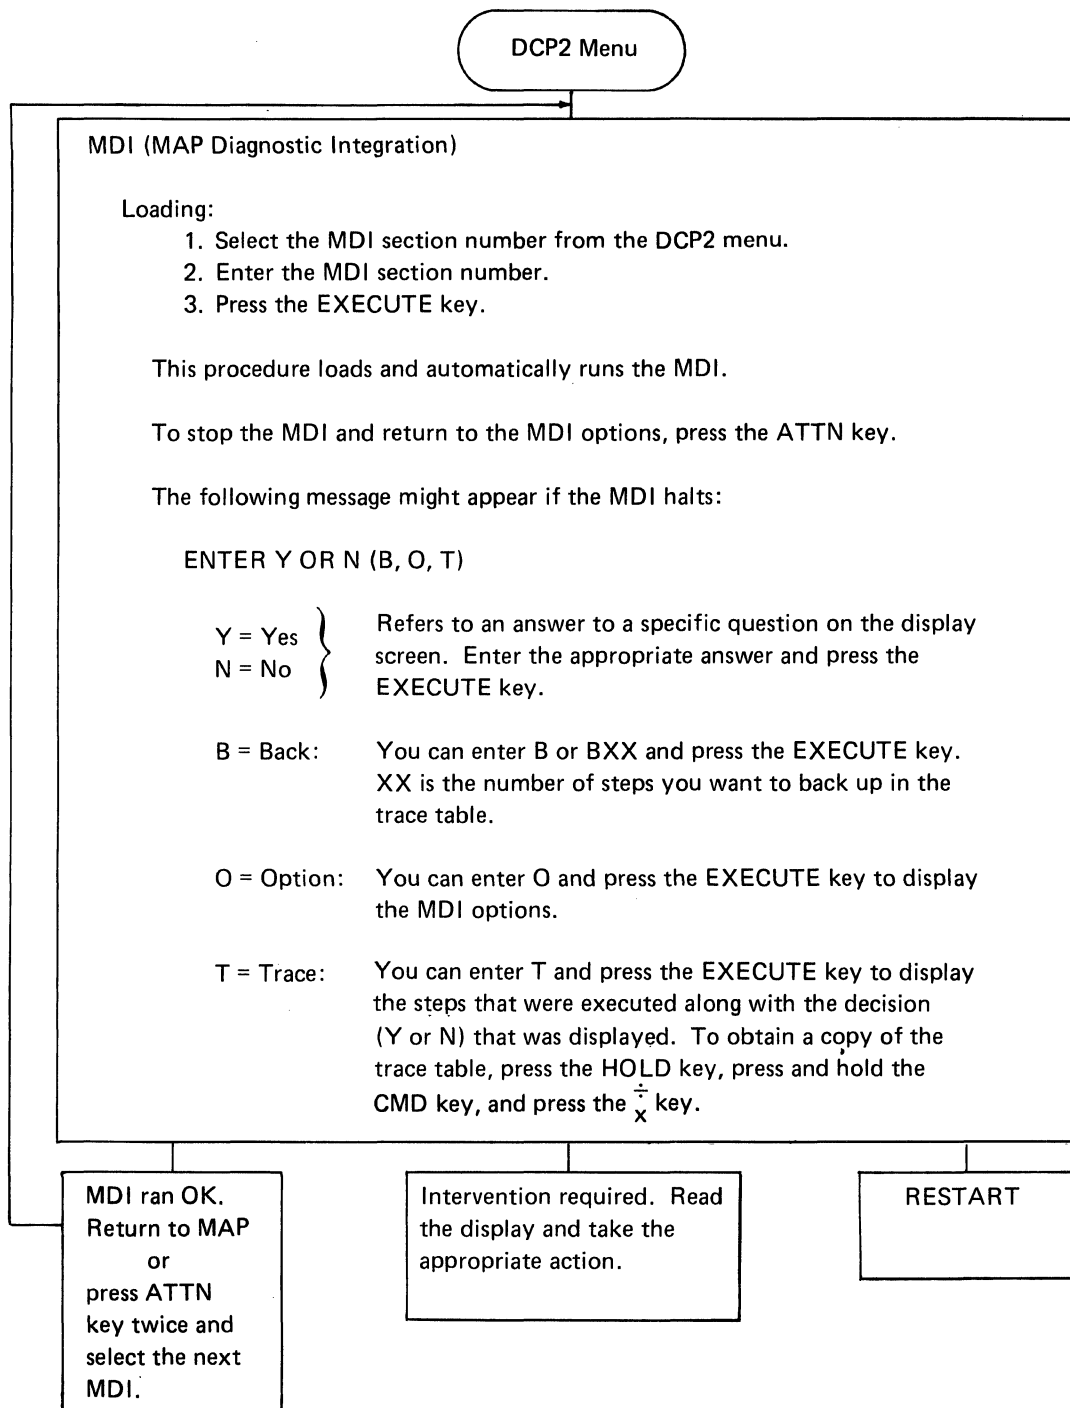 DCP2 Menu
MDI (MAP Diagnostic Integration)
Loading:
1. Select the MDI section number from the DCP2 menu.
2. Enter the MDI section number.
3. Press the EXECUTE key.
This procedure loads and automatically runs the MDI.
To stop the MDI and return to the MDI options, press the ATTN key.
The following message might appear if the MDI halts:
ENTER Y OR N (B, O, T)
Y = Yes
N = No
Refers to an answer to a specific question on the display
screen. Enter the appropriate answer and press the
EXECUTE key.
B = Back: You can enter B or BXX and press the EXECUTE key.
XX is the number of steps you want to back up in the
trace table.
O = Option: You can enter O and press the EXECUTE key to display
the MDI options.
T = Trace: You can enter T and press the EXECUTE key to display
the steps that were executed along with the decision
(Y or N) that was displayed. To obtain a copy of the
trace table, press the HOLD key, press and hold the
CMD key, and press the ÷ x key.
MDI ran OK.
Return to MAP
or
press ATTN
key twice and
select the next
MDI.
Intervention required. Read
the display and take the
appropriate action.
RESTART